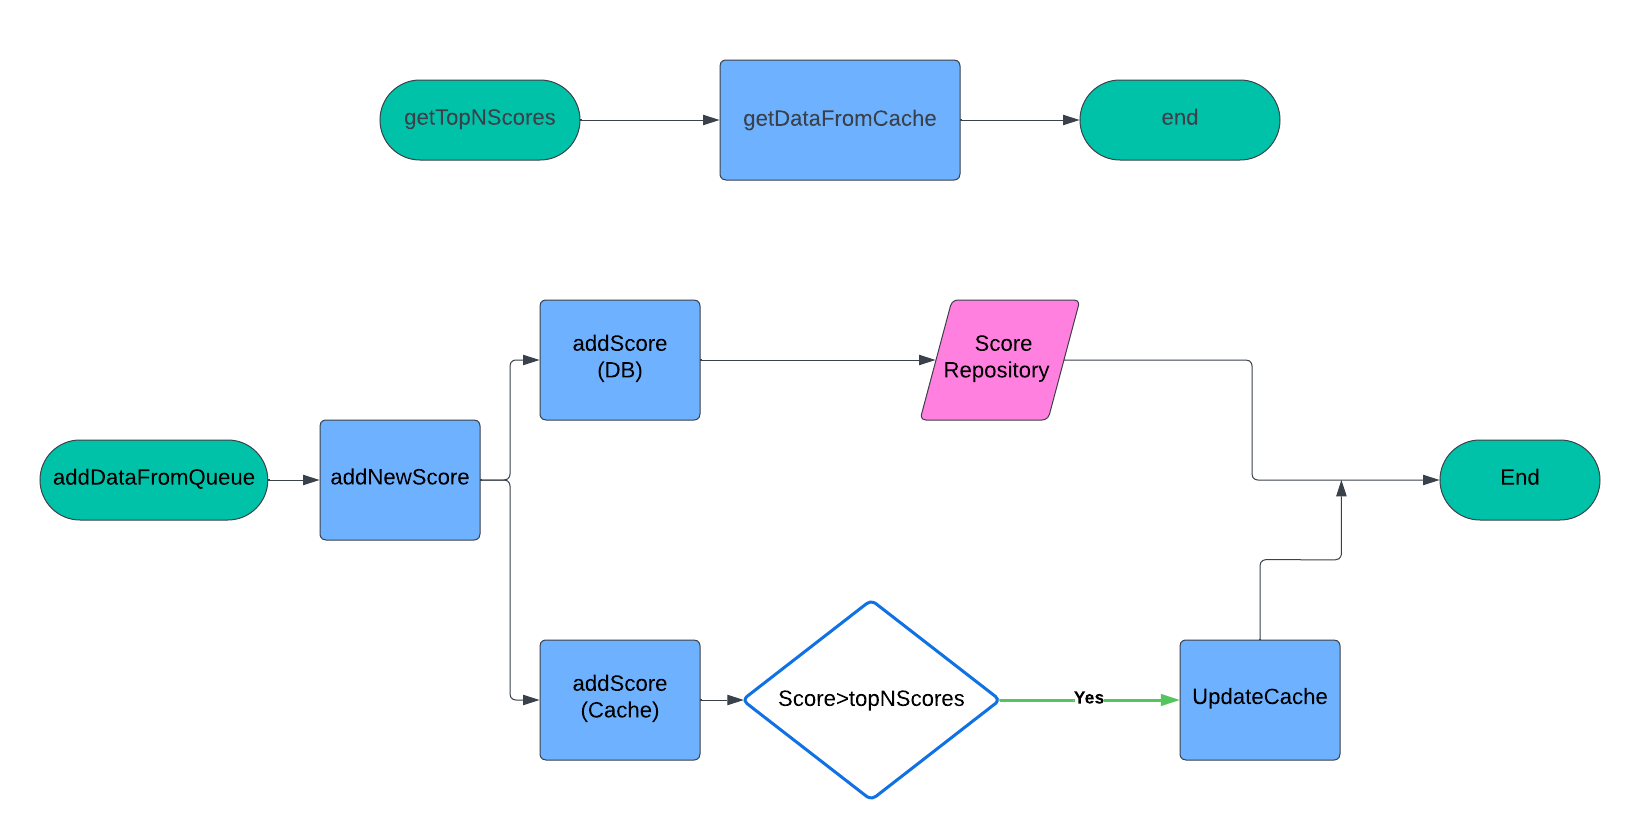 getTopNScores
getDataFromCache
end
addScore
(DB)
Score
Repository
addDataFromQueue
addNewScore
End
addScore
(Cache)
Score>topNScores
Yes
UpdateCache